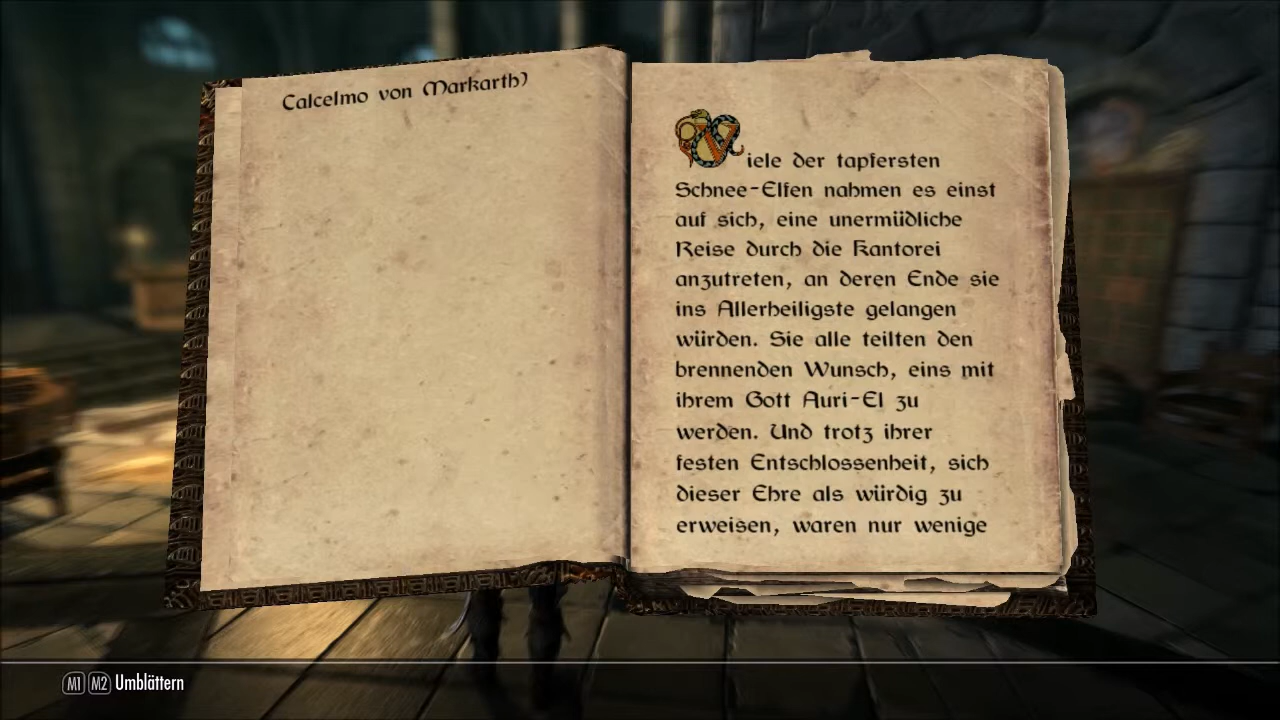 Calcelmo von Markarth)
Viele der tapfersten
Schnee-Elfen nahmen es einst
auf sich, eine unermüdliche
Reise durch die Kantorei
anzutreten, an deren Ende sie
ins Allerheiligste gelangen
würden. Sie alle teilten den
brennenden Wunsch, eins mit
ihrem Gott Auri-El zu
werden. Und trotz ihrer
festen Entschlossenheit, sich
dieser Ehre als würdig zu
erweisen, waren nur wenige
M1 M2 Umblättern